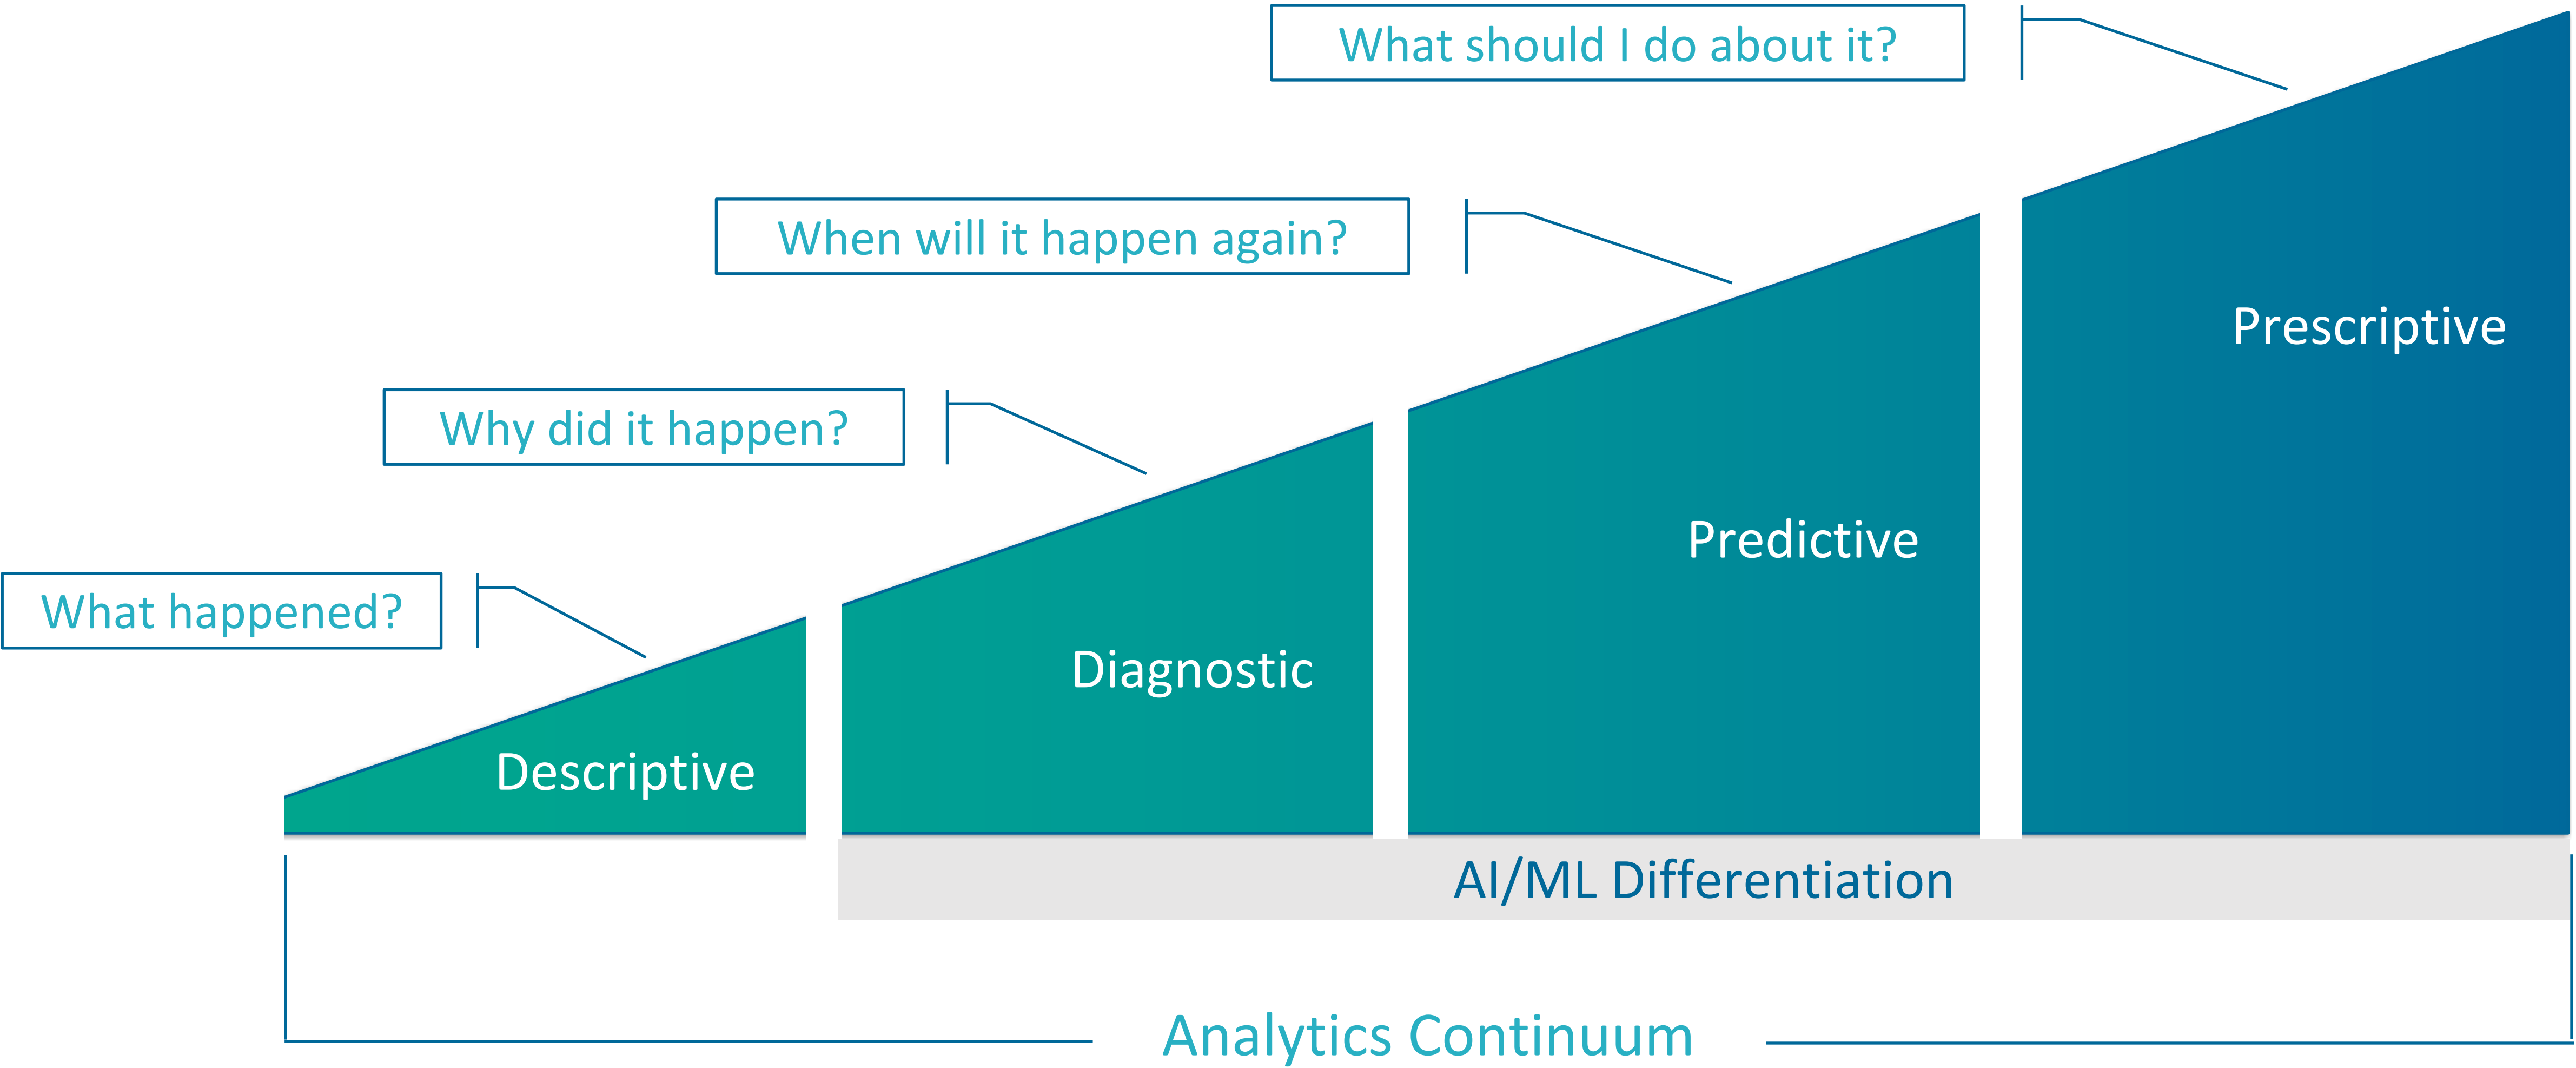 What should I do about it?
When will it happen again?
Prescriptive
Why did it happen?
Predictive
What happened?
Diagnostic
Descriptive
AI/ML Differentiation
Analytics Continuum